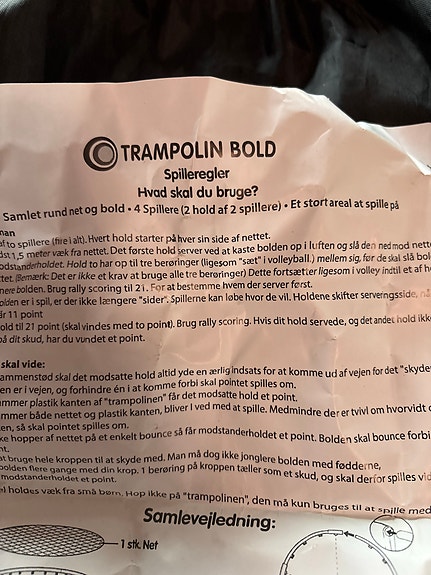 TRAMPOLIN BOLD
Spilleregler
Hvad skal du bruge?
Samlet rund net og bold • 4 Spillere (2 hold af 2 spillere) • Et stort areal at spille på
man
af to spillere (fire i alt). Hvert hold starter på hver sin side af nettet.
dst 1,5 meter væk fra nettet. Det første hold server ved at kaste bolden op i luften og slå den ned mod nette
odstanderholdet. Hold to har op til tre berøringer (ligesom "sæt" i volleyball) mellem sig, før de skal slå bol
ttet. (Bemærk: Det er ikke et krav at bruge alle tre berøringer) Dette fortsætter ligesom i volley indtil et af h
nere bolden. Brug rally scoring til 21. For at bestemme hvem der server først.
olden er i spil, er der ikke længere "sider". Spillerne kan løbe hvor de vil. Holdene skifter serveringsside, nå
år 11 point
old til 21 point (skal vindes med to point). Brug rally scoring. Hvis dit hold servede, og det andet hold ikk
på dit skud, har du vundet et point.
skal vide:
ammenstød skal det modsatte hold altid yde en ærlig indsats for at komme ud af vejen for det "skyde
en er i vejen, og forhindre én i at komme forbi skal pointet spilles om.
mmer plastik kanten af "trampolinen" får det modsatte hold et point.
mmer både nettet og plastik kanten, bliver I ved med at spille. Medmindre der er tvivl om hvorvidt
ten, så skal pointet spilles om.
ke hopper af nettet på et enkelt bounce så får modstanderholdet et point. Bolden skal bounce forbi
nt.
at bruge hele kroppen til at skyde med. Man må dog ikke jonglere bolden med fødderne,
bolden flere gange med din krop. 1 berøring på kroppen tæller som et skud, og skal derfor spilles vid
modstanderholdet et point.
el holdes væk fra små børn. Hop ikke på "trampolinen", den må kun bruges til at spille med
Samlevejledning:
1 stk. Net